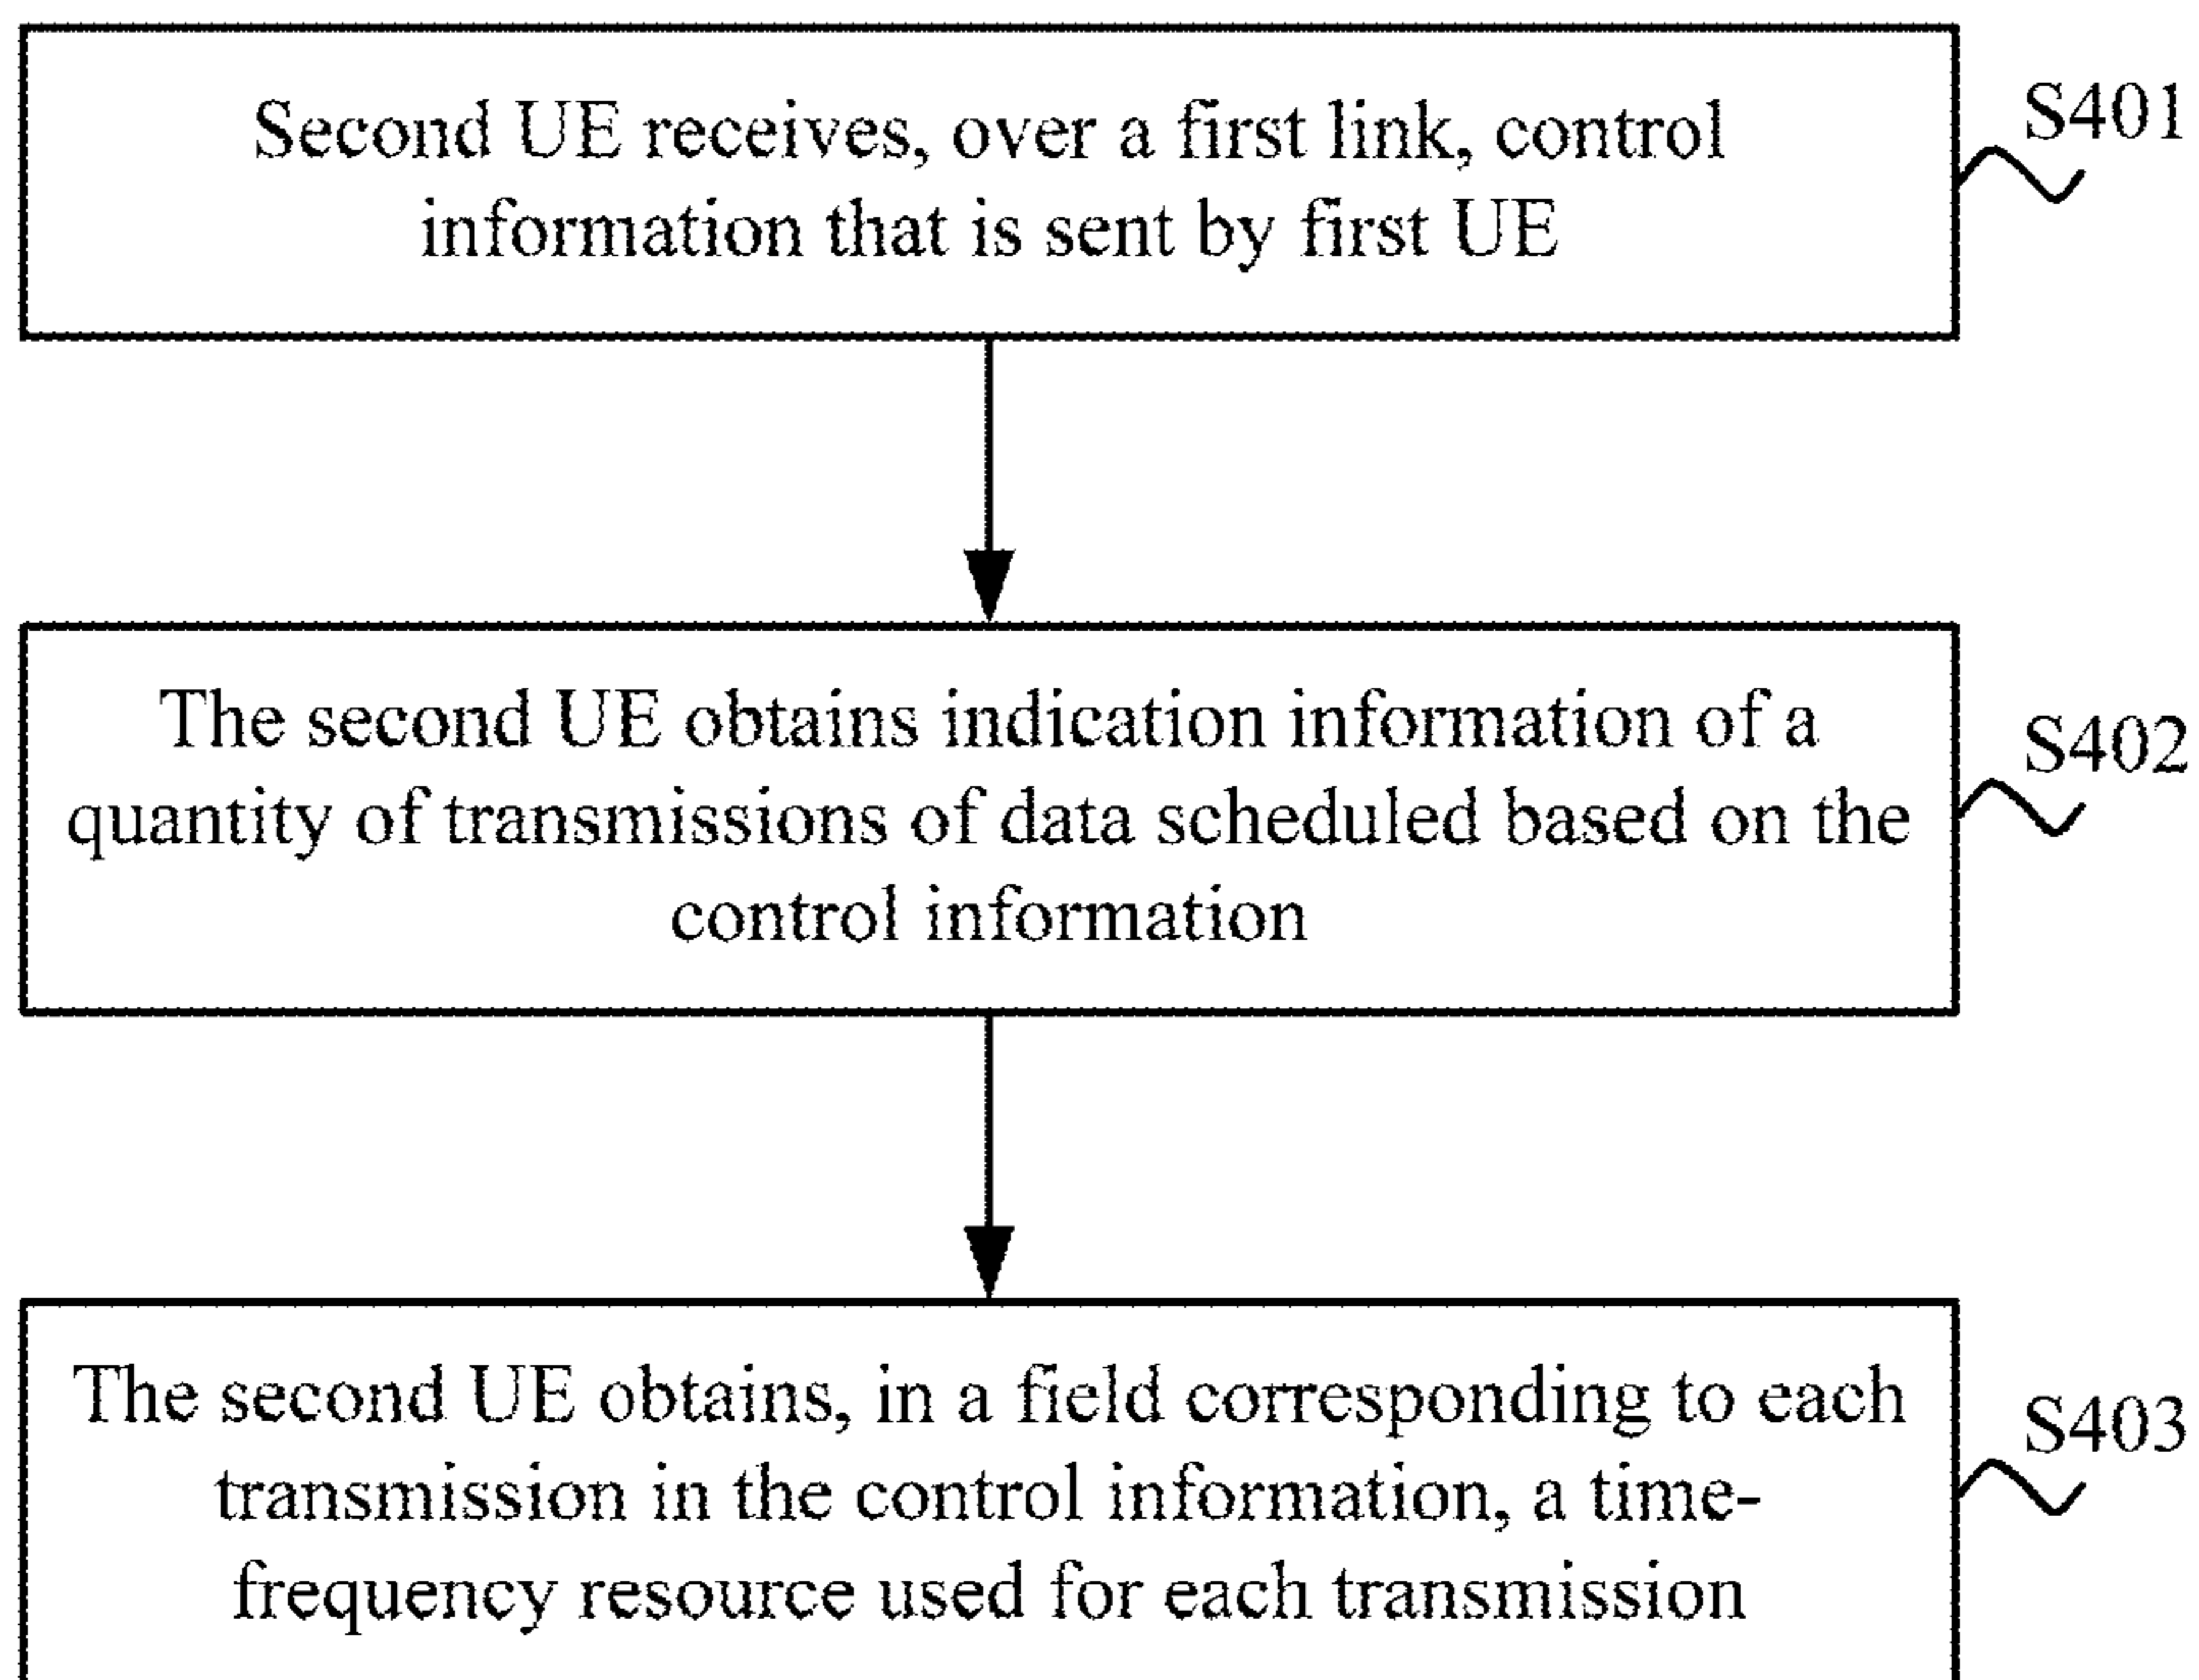 Second UE receives, over a first link, control
information that is sent by first UE
S401
The second UE obtains indication information of a
quantity of transmissions of data scheduled based on the
control information
S402
The second UE obtains, in a field corresponding to each
transmission in the control information, a time-
frequency resource used for each transmission
S403